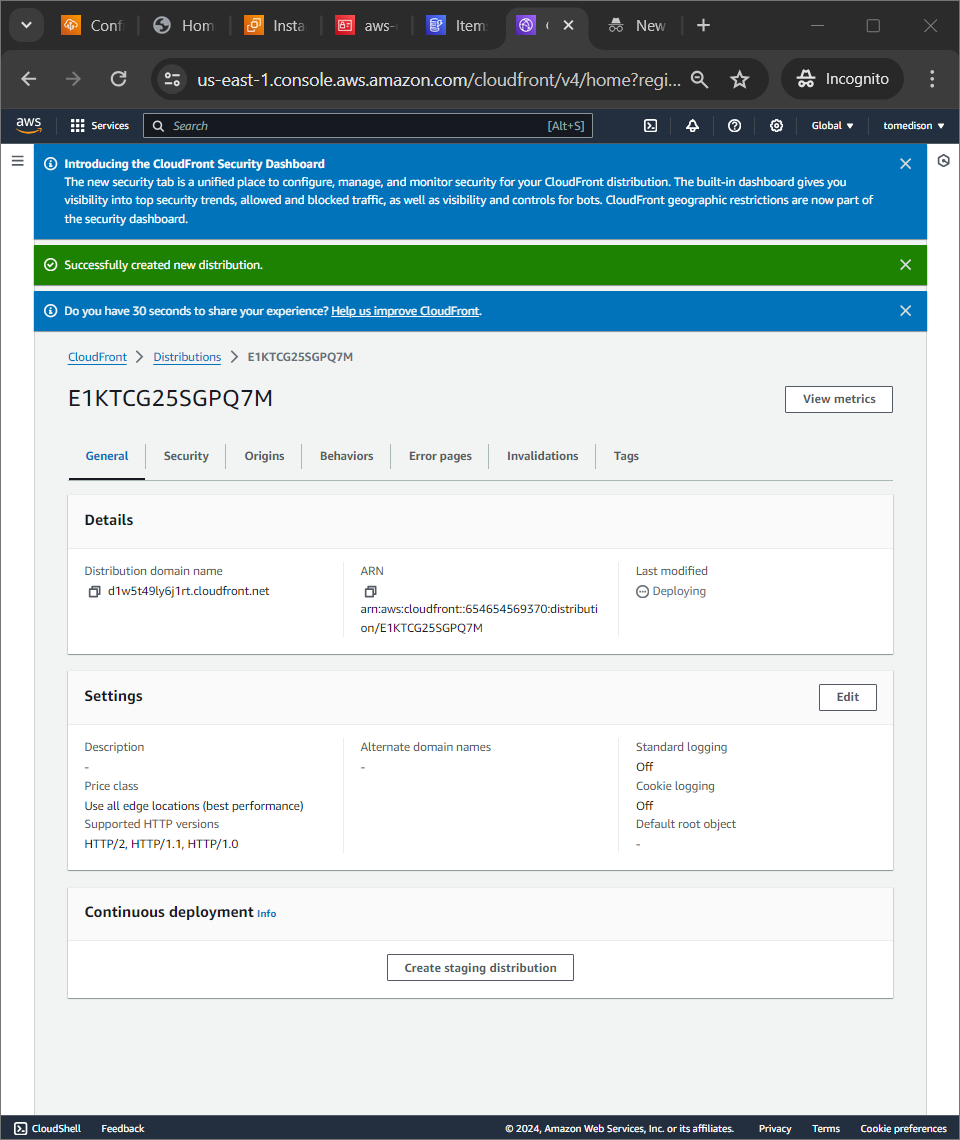 Conf
Hom
Insta
aws-
Item
New
us-east-1.console.aws.amazon.com/cloudfront/v4/home?regi...
Incognito
aws
Services
Search
[Alt+S]
Global
tomedison
Introducing the CloudFront Security Dashboard
The new security tab is a unified place to configure, manage, and monitor security for your CloudFront distribution. The built-in dashboard gives you
visibility into top security trends, allowed and blocked traffic, as well as visibility and controls for bots. CloudFront geographic restrictions are now part of
the security dashboard.
Successfully created new distribution.
Do you have 30 seconds to share your experience? Help us improve CloudFront.
CloudFront
Distributions
E1KTCG25SGPQ7M
E1KTCG25SGPQ7M
View metrics
General
Security
Origins
Behaviors
Error pages
Invalidations
Tags
Details
Distribution domain name
d1w5t49ly6j1rt.cloudfront.net
ARN
arn:aws:cloudfront::654654569370:distributi
on/E1KTCG25SGPQ7M
Last modified
Deploying
Settings
Edit
Description
-
Price class
Use all edge locations (best performance)
Supported HTTP versions
HTTP/2, HTTP/1.1, HTTP/1.0
Alternate domain names
-
Standard logging
Off
Cookie logging
Off
Default root object
-
Continuous deployment Info
Create staging distribution
CloudShell
Feedback
© 2024, Amazon Web Services, Inc. or its affiliates.
Privacy
Terms
Cookie preferences